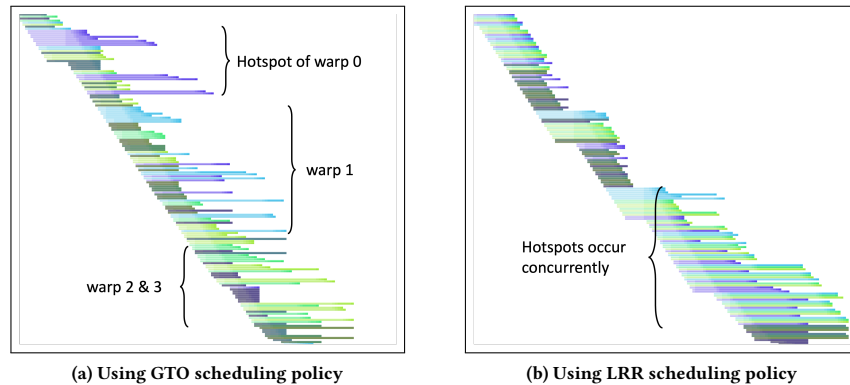 Hotspot of warp 0
warp 1
warp 2 & 3
(a) Using GTO scheduling policy
Hotspots occur
concurrently
(b) Using LRR scheduling policy